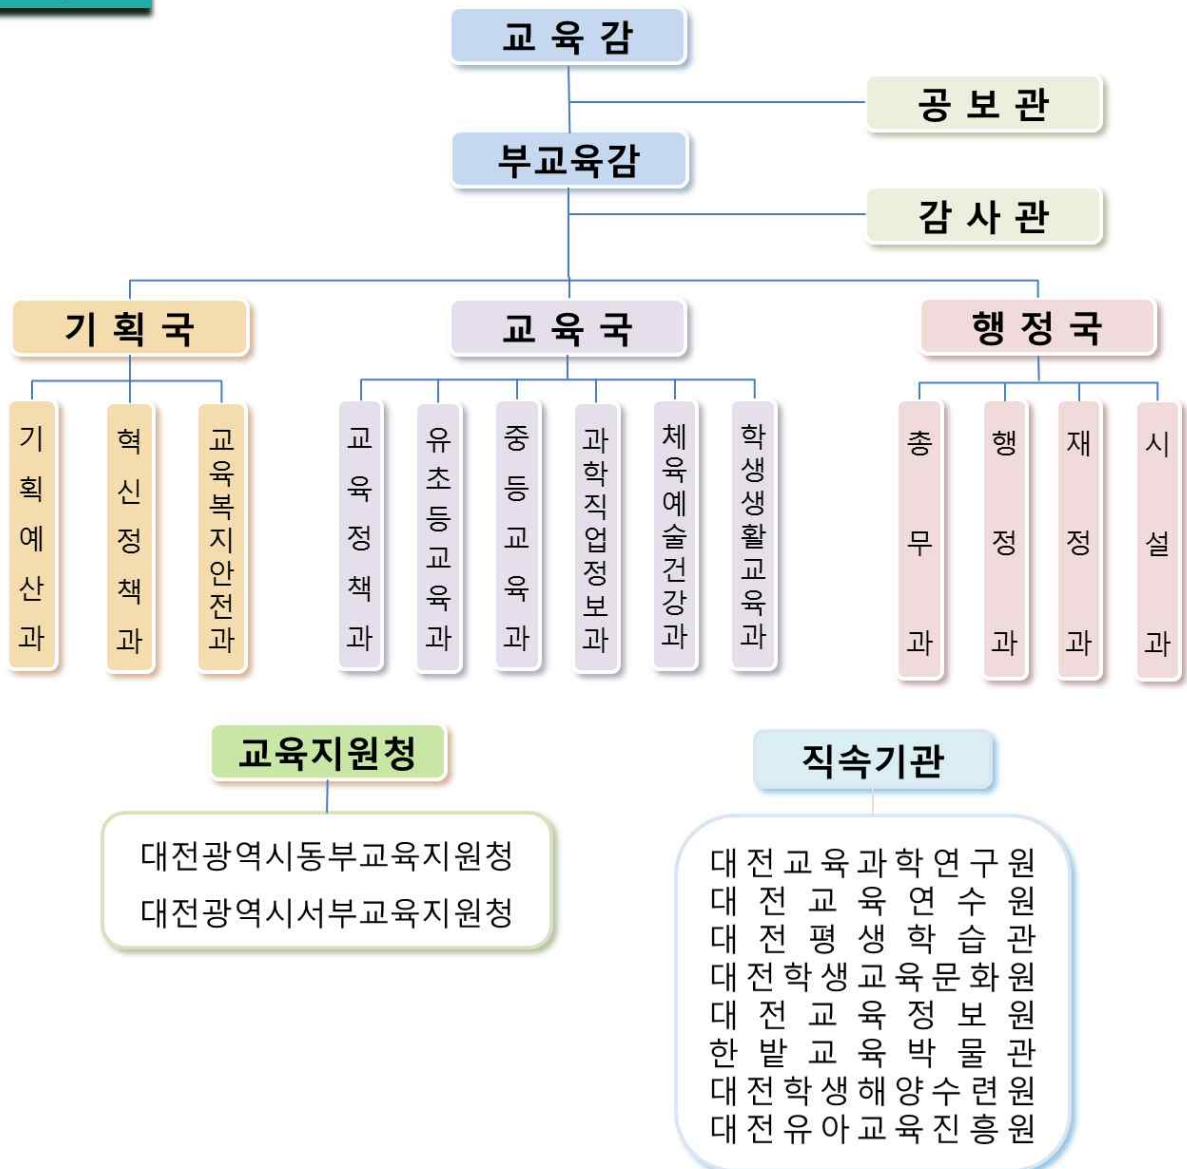 교육감
공보관
부교육감
감사관
기획국
교육국
행정국
기획예산과
혁신정책과
교육복지안전과
교육정책과
유초등교육과
중등교육과
과학직업정보과
체육예술건강과
학생생활교육과
총무과
행정과
재정과
시설과
교육지원청
직속기관
대전광역시동부교육지원청
대전광역시서부교육지원청
대전교육과학연구원
대전교육연수원
대전평생학습관
대전학생교육문화원
대전교육정보원
한밭교육박물관
대전학생해양수련원
대전유아교육진흥원